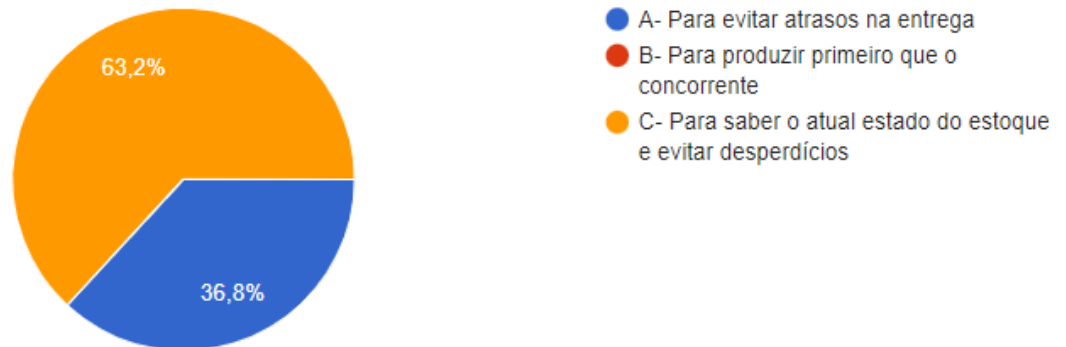 63,2%
36,8%
A- Para evitar atrasos na entrega
B- Para produzir primeiro que o
concorrente
C- Para saber o atual estado do estoque
e evitar desperdícios